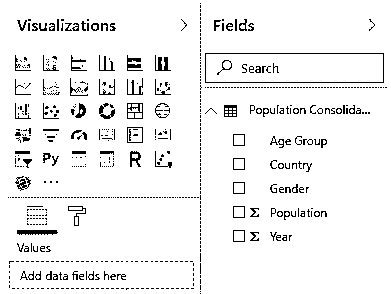 Visualizations
Fields
Search
Population Consolida...
Age Group
Country
Gender
Σ Population
Σ Year
Py
R
...
Values
Add data fields here